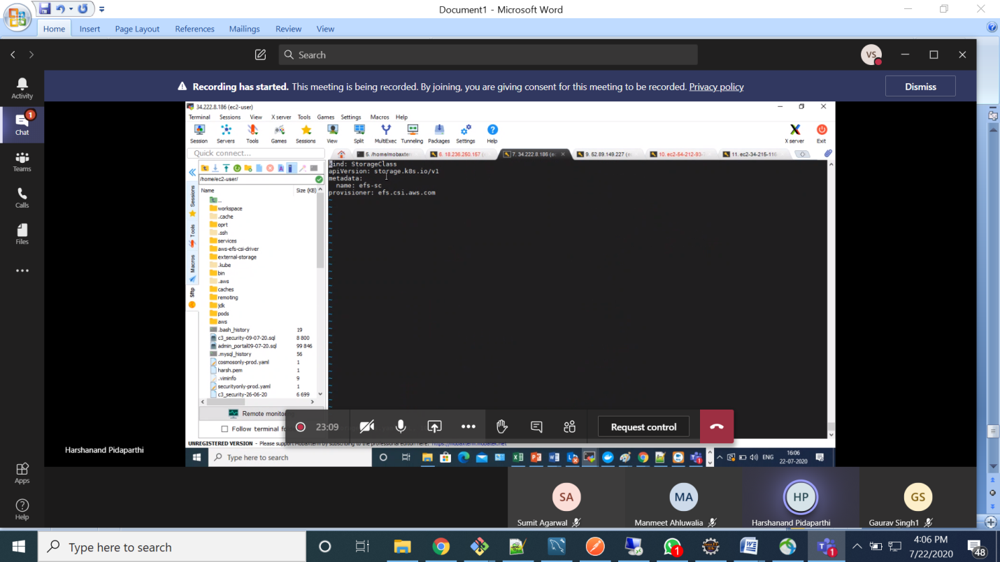 Document1 - Microsoft Word
Home Insert Page Layout References Mailings Review View
Search
VS
Activity
Recording has started. This meeting is being recorded. By joining, you are giving consent for this meeting to be recorded. Privacy policy
Dismiss
1
Chat
Teams
Calls
Files
34.222.8.186 (ec2-user)
Terminal Sessions View X server Tools Games Settings Macros Help
Session Servers Tools Games Sessions View Split MultiExec Tunneling Packages Settings Help X server Exit
Quick connect...
5. /home/mobaxter
6. 18.236.250.167
7. 34.222.8.186 (e
9. 52.89.149.227 (e
10. ec2-54-212-93-
11. ec2-34-215-116
/home/ec2-user/
Name Size (KB)
..
workspace
.cache
oprt
.ssh
services
aws-efs-csi-driver
external-storage
.kube
bin
.aws
caches
remoting
jdk
pods
aws
.bash_history 19
c3_security-09-07-20.sql 8 800
admin_portal09-07-20.sql 99 846
.mysql_history 56
cosmosonly-prod.yaml 1
harsh.pem 1
.viminfo 9
securityonly-prod.yaml 1
c3_security-26-06-20 6 699
Sessions
Tools
Macros
Sftp
kind: StorageClass
apiVersion: storage.k8s.io/v1
metadata:
name: efs-sc
provisioner: efs.csi.aws.com
Remote monitor
Follow terminal fo
23:09
Request control
UNREGISTERED VERSION - Please support MobaXterm by subscribing to the professional edition here: https://mobaxterm.mobatek.net
Type here to search
ENG
16:06
22-07-2020
Harshanand Pidaparthi
Apps
Help
SA
Sumit Agarwal
MA
Manmeet Ahluwalia
HP
Harshanand Pidaparthi
GS
Gaurav Singh1
Type here to search
1
1
4:06 PM
7/22/2020
48